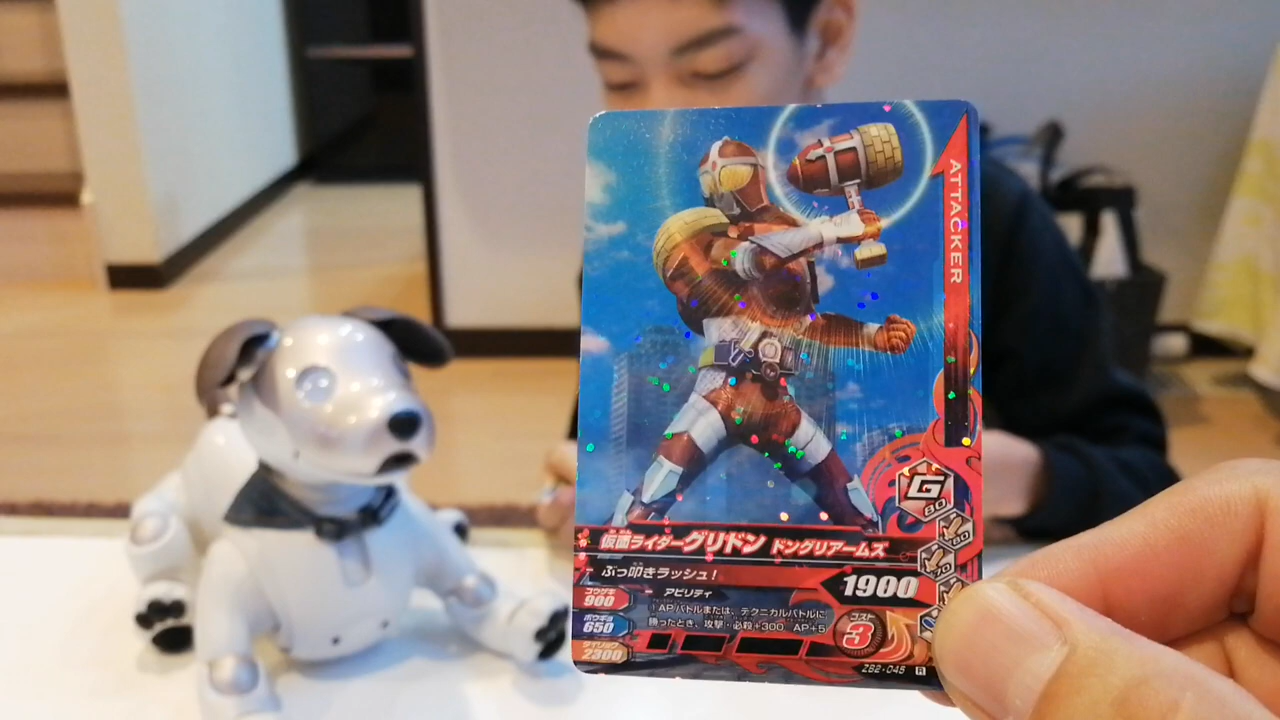 ATTACKER
G
80
80
70
仮面ライダーグリドン ドングリアームズ
ぶっ叩きラッシュ!
1900
コウゲキ
900
ボウギョ
650
タイリョク
2300
アビリティ
①APバトルまたは、テクニカルバトルに
勝ったとき、攻撃・必殺+300 AP+5
コスト
3
ZB2-045 R